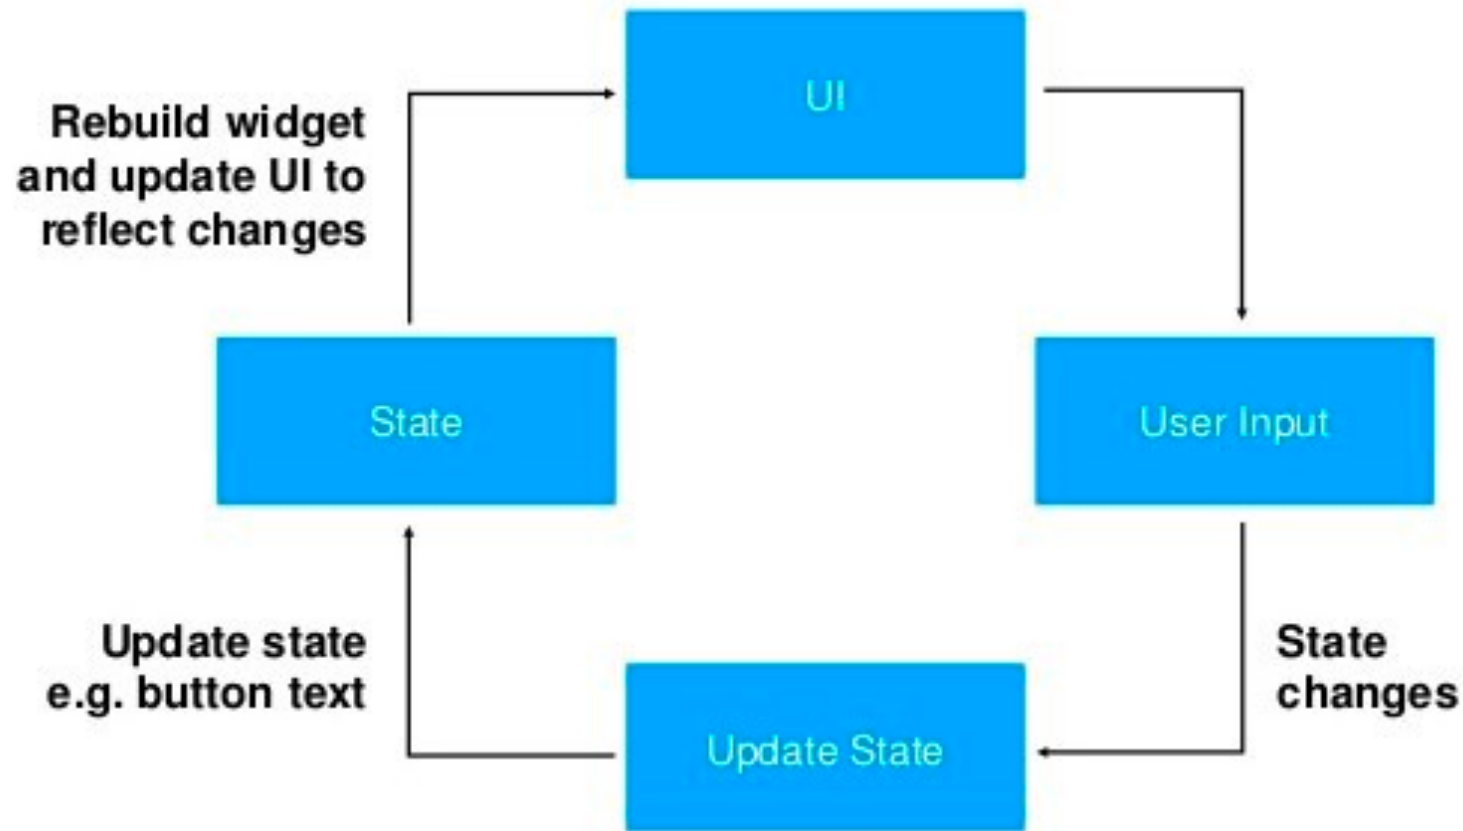 UI
Rebuild widget
and update UI to
reflect changes
State
User Input
Update state
e.g. button text
State
changes
Update State